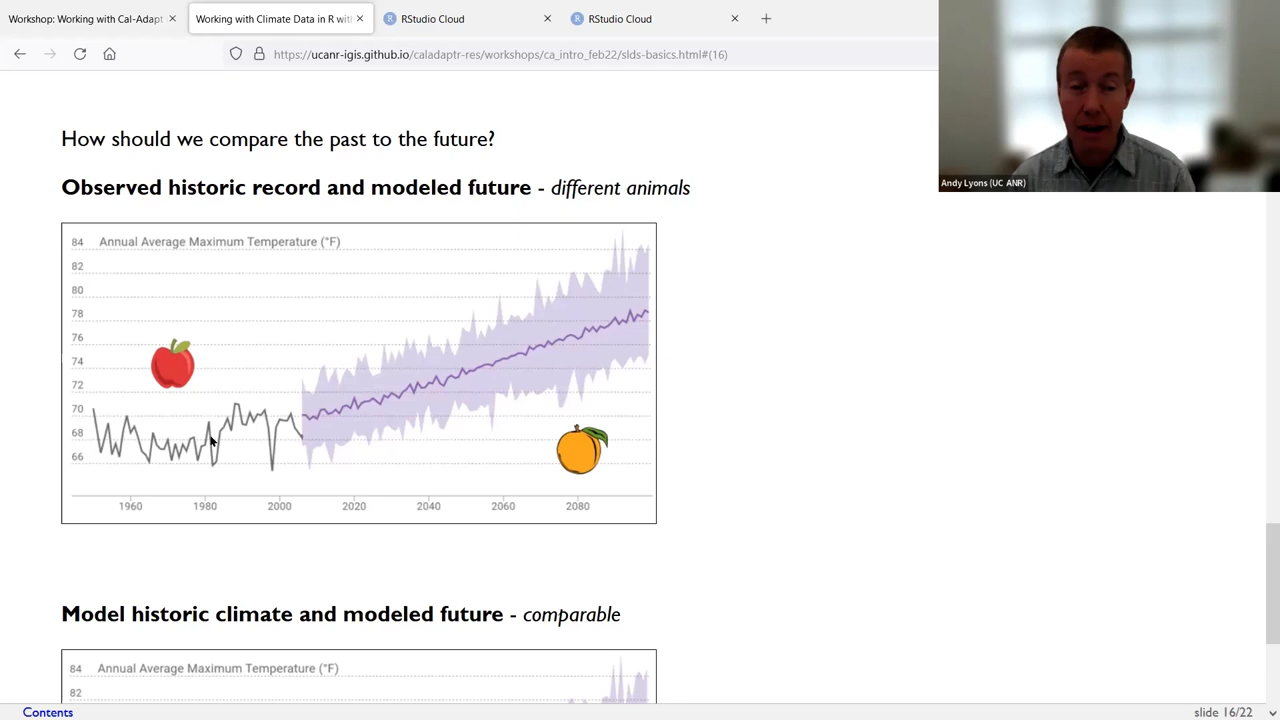 Workshop: Working with Cal-Adapt
Working with Climate Data in R with
RStudio Cloud
RStudio Cloud
https://ucanr-igis.github.io/caladaptr-res/workshops/ca_intro_feb22/slds-basics.html#(16)
Andy Lyons (UC ANR)
How should we compare the past to the future?
Observed historic record and modeled future - different animals
84 Annual Average Maximum Temperature (°F)
82
80
78
76
74
72
70
68
66
1960 1980 2000 2020 2040 2060 2080
Model historic climate and modeled future - comparable
84 Annual Average Maximum Temperature (°F)
82
Contents
slide 16/22